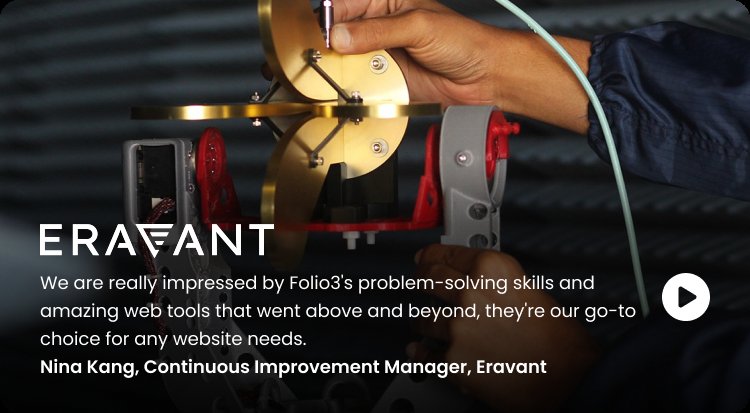 ERAVANT
We are really impressed by Folio3's problem-solving skills and
amazing web tools that went above and beyond, they're our go-to
choice for any website needs.
Nina Kang, Continuous Improvement Manager, Eravant